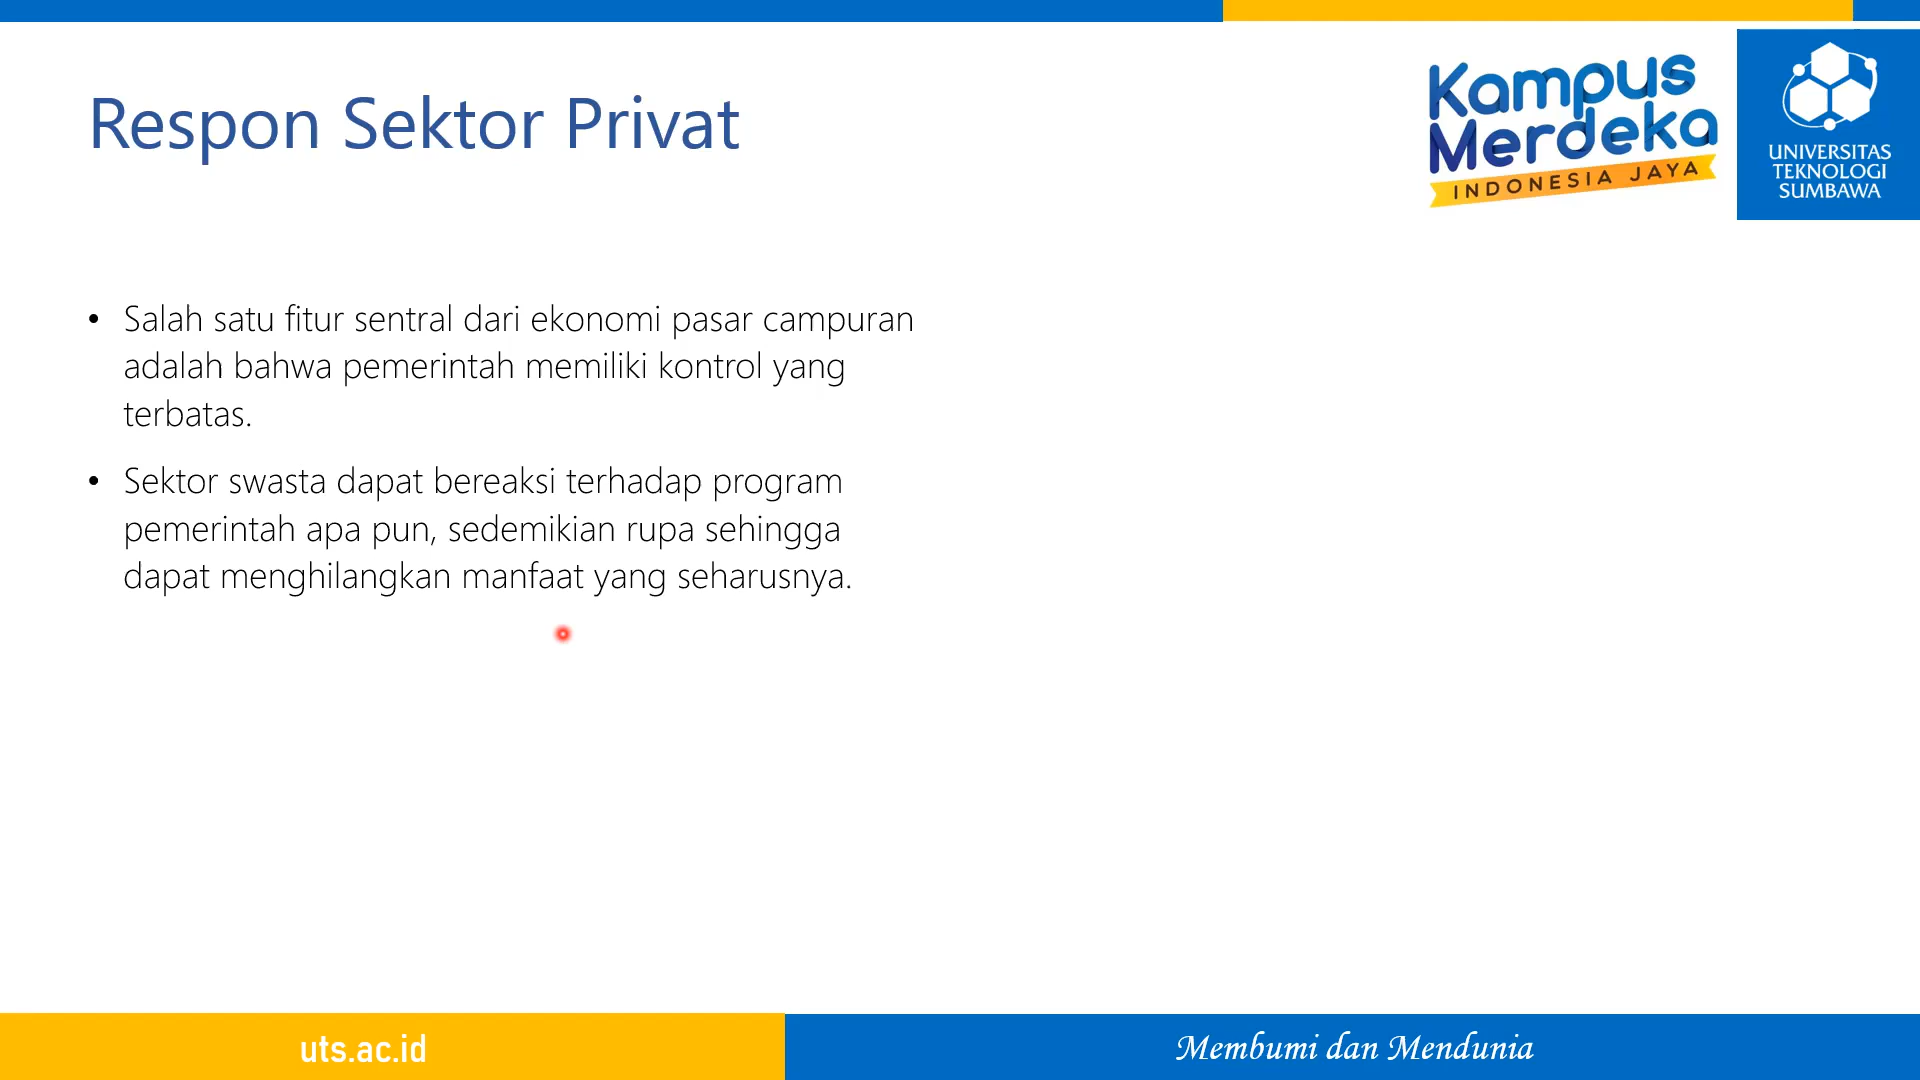 Respon Sektor Privat
Kampus
Merdeka
INDONESIA JAYA
UNIVERSITAS
TEKNOLOGI
SUMBAWA
• Salah satu fitur sentral dari ekonomi pasar campuran
adalah bahwa pemerintah memiliki kontrol yang
terbatas.
• Sektor swasta dapat bereaksi terhadap program
pemerintah apa pun, sedemikian rupa sehingga
dapat menghilangkan manfaat yang seharusnya.
uts.ac.id
Membumi dan Mendunia